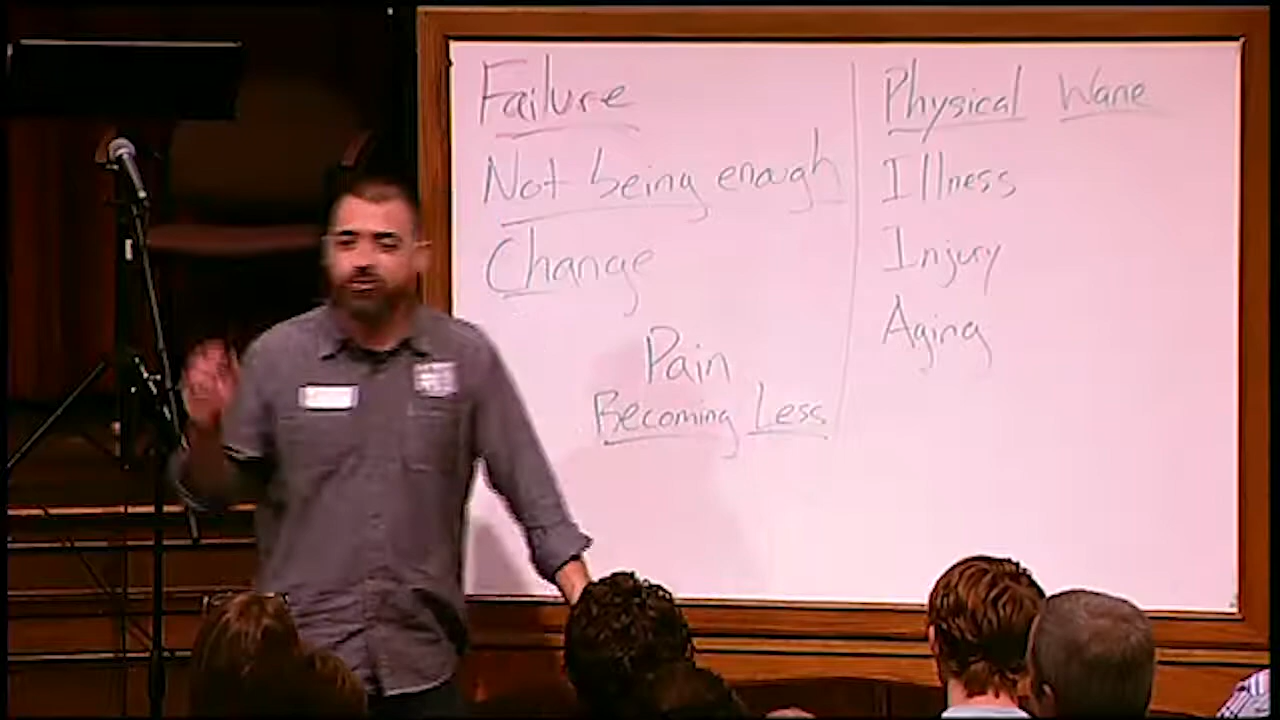 Failure
Not being enough
Change
Pain
Becoming Less
Physical Wane
Illness
Injury
Aging